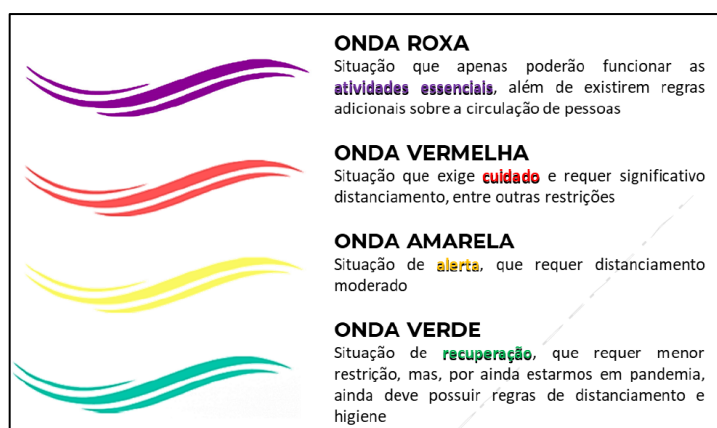 ONDA ROXA
Situação que apenas poderão funcionar as
atividades essenciais, além de existirem regras
adicionais sobre a circulação de pessoas
ONDA VERMELHA
Situação que exige cuidado e requer significativo
distanciamento, entre outras restrições
ONDA AMARELA
Situação de alerta, que requer distanciamento
moderado
ONDA VERDE
Situação de recuperação, que requer menor
restrição, mas, por ainda estarmos em pandemia,
ainda deve possuir regras de distanciamento e
higiene